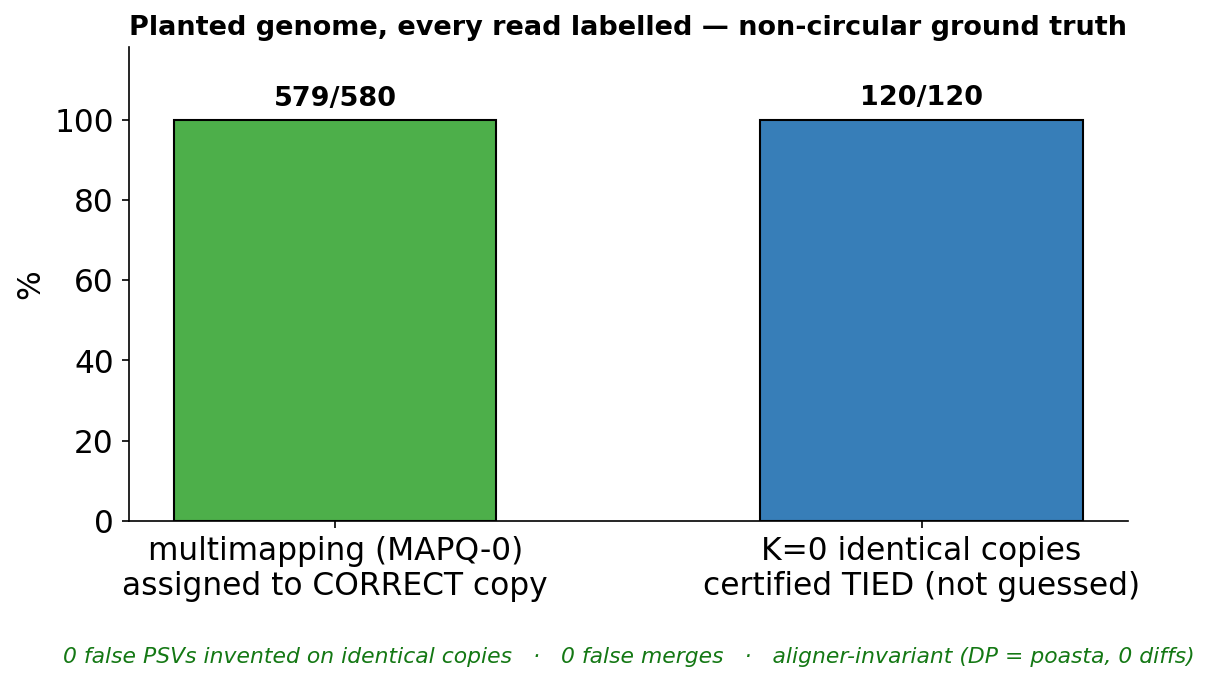 Planted genome, every read labelled — non-circular ground truth
579/580
120/120
100
80
60
40
20
0
%
multimapping (MAPQ-0)
assigned to CORRECT copy
K=0 identical copies
certified TIED (not guessed)
0 false PSVs invented on identical copies · 0 false merges · aligner-invariant (DP = poasta, 0 diffs)